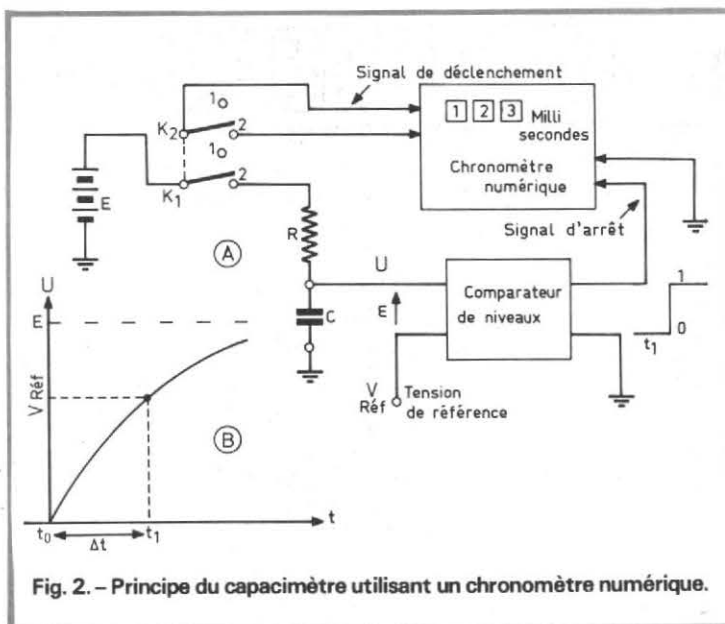 Signal de déclenchement
1
K2
2
1
K1
2
E
1 2 3 Milli
secondes
Chronomètre
numérique
Signal d'arrêt
R
A
U
C
E
Comparateur
de niveaux
1
0
t1
V
Réf
Tension
de référence
U
E
V Réf
B
t0
Δt
t1
t
Fig. 2. – Principe du capacimètre utilisant un chronomètre numérique.